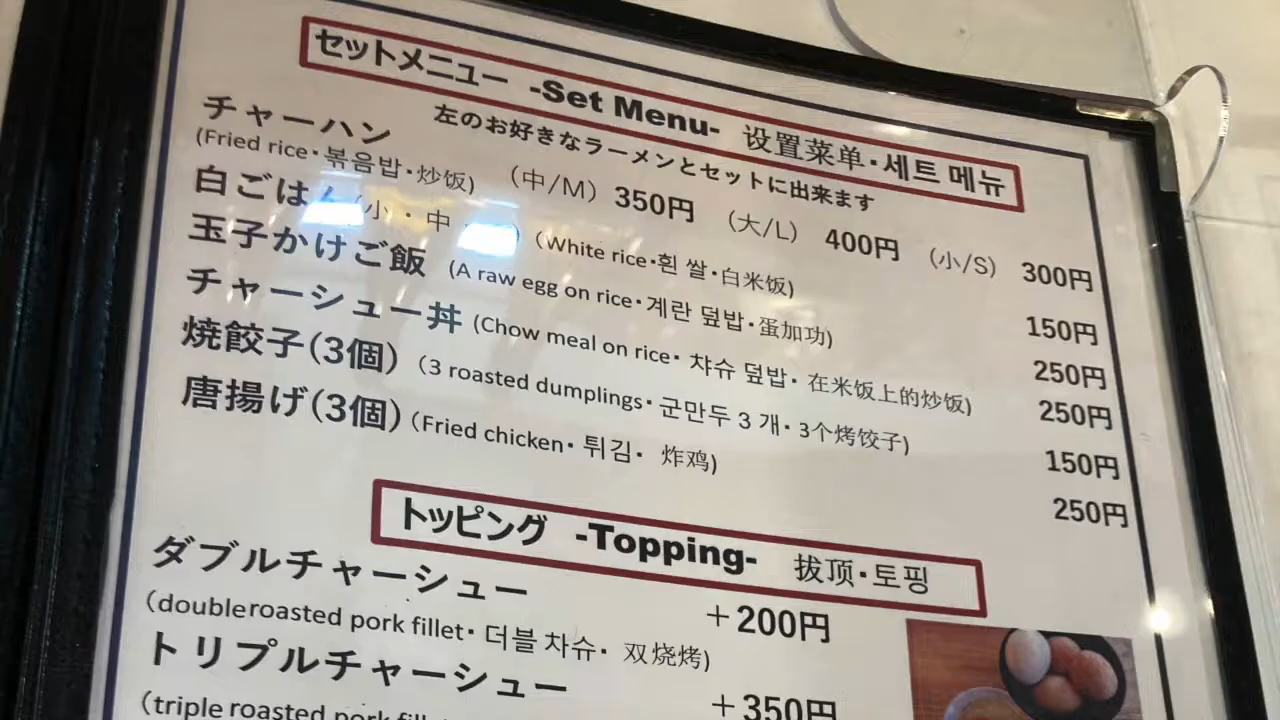 セットメニュー -Set Menu- 设置菜单・세트 메뉴
左のお好きなラーメンとセットに出来ます
チャーハン (中/M) 350円 (大/L) 400円 (小/S) 300円
(Fried rice・볶음밥・炒饭)
白ごはん (小・中 ) (White rice・흰 쌀・白米饭) 150円
玉子かけご飯 (A raw egg on rice・계란 덮밥・蛋加功) 250円
チャーシュー丼 (Chow meal on rice・ 챠슈 덮밥・ 在米饭上的炒饭) 250円
焼餃子(3個) (3 roasted dumplings・ 군만두 3 개・ 3个烤饺子) 150円
唐揚げ(3個) (Fried chicken・ 튀김・ 炸鸡) 250円
トッピング -Topping- 拔顶・토핑
ダブルチャーシュー +200円
(doubleroasted pork fillet・ 더블 차슈・ 双烧烤)
トリプルチャーシュー +350円
(triple roasted pork